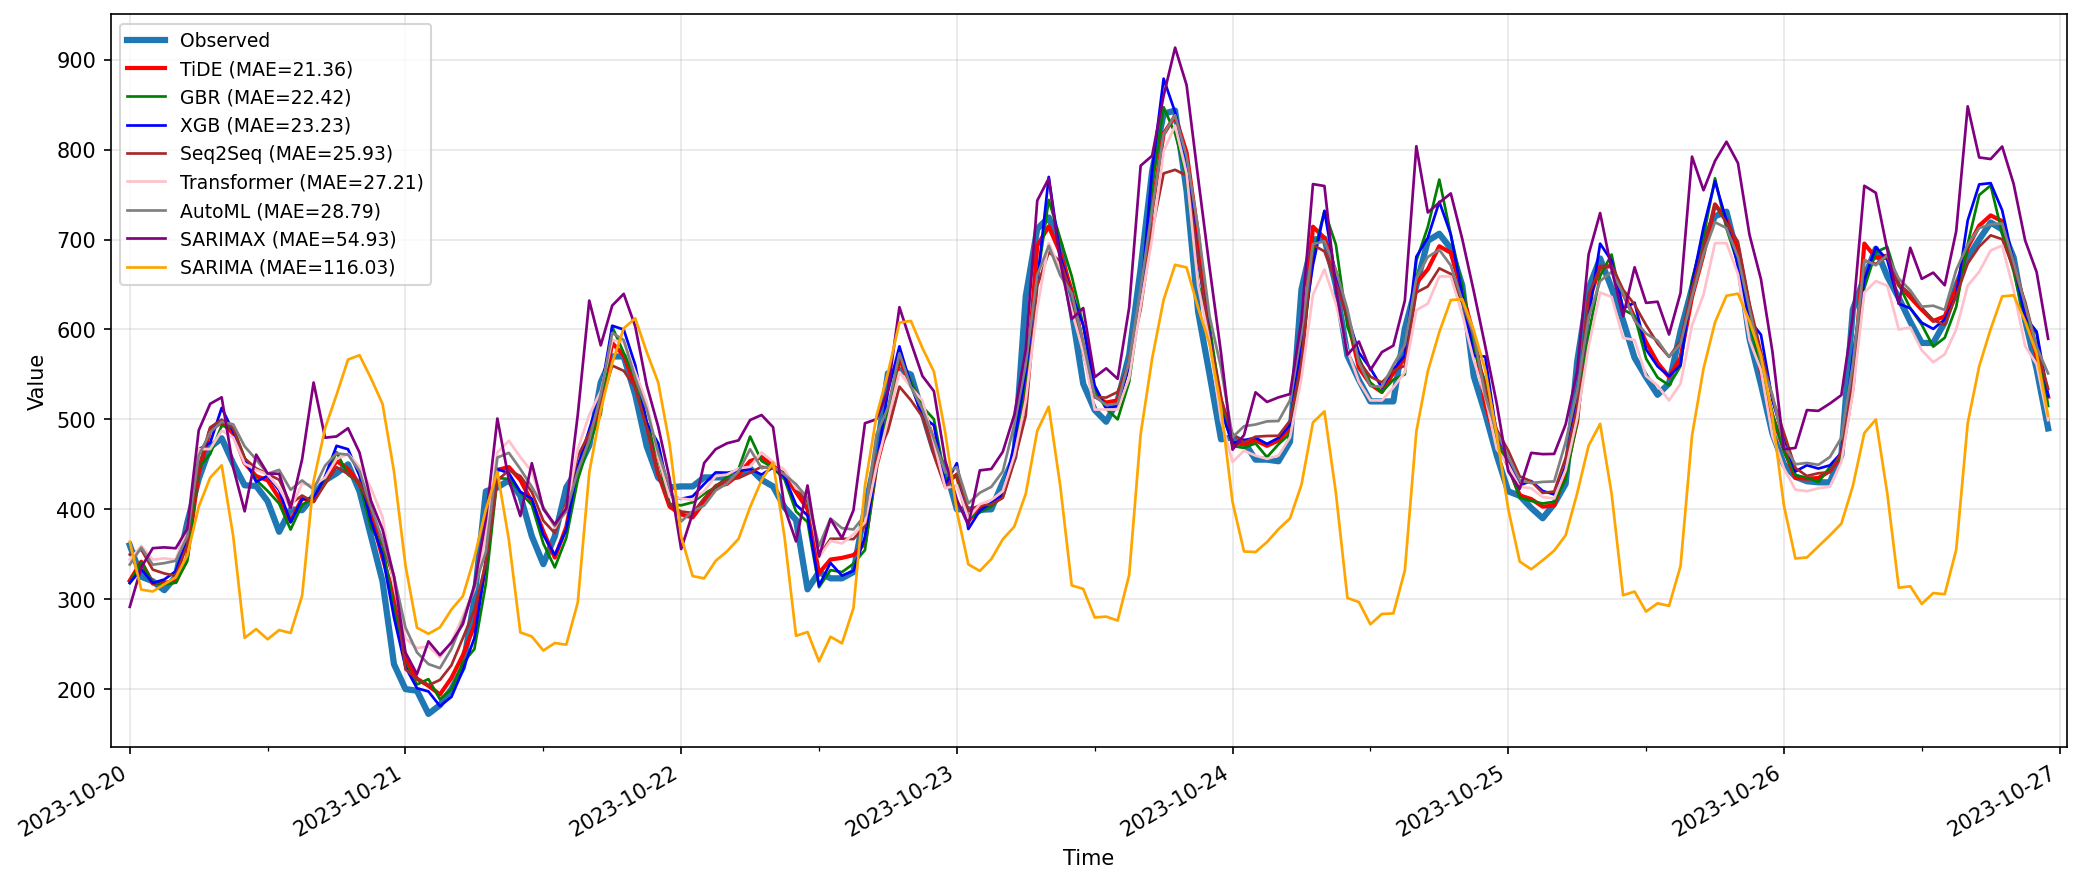 Observed
TiDE (MAE=21.36)
GBR (MAE=22.42)
XGB (MAE=23.23)
Seq2Seq (MAE=25.93)
Transformer (MAE=27.21)
AutoML (MAE=28.79)
SARIMAX (MAE=54.93)
SARIMA (MAE=116.03)
900
800
700
600
500
400
300
200
Value
2023-10-20
2023-10-21
2023-10-22
2023-10-23
2023-10-24
2023-10-25
2023-10-26
2023-10-27
Time